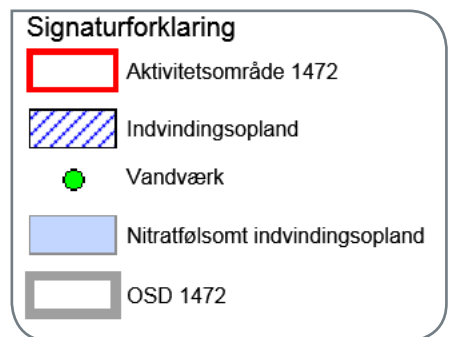 Signaturforklaring
Aktivitetsområde 1472
Indvindingsopland
Vandværk
Nitratfølsomt indvindingsopland
OSD 1472